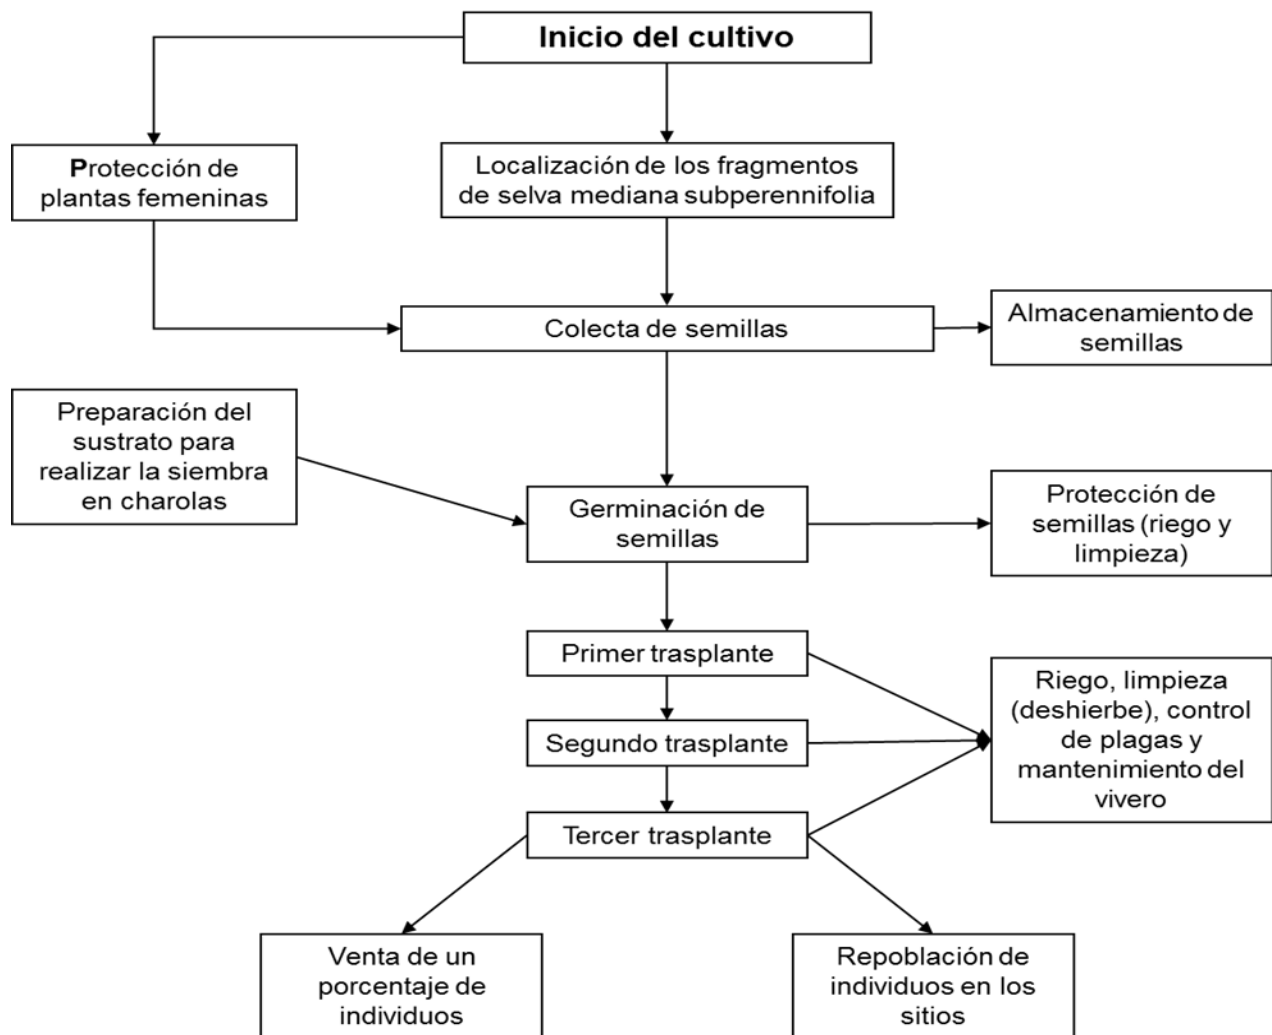 Inicio del cultivo
Protección de
plantas femeninas
Localización de los fragmentos
de selva mediana subperennifolia
Colecta de semillas
Almacenamiento de
semillas
Preparación del
sustrato para
realizar la siembra
en charolas
Germinación de
semillas
Protección de
semillas (riego y
limpieza)
Primer trasplante
Segundo trasplante
Tercer trasplante
Riego, limpieza
(deshierbe), control
de plagas y
mantenimiento del
vivero
Venta de un
porcentaje de
individuos
Repoblación de
individuos en los
sitios